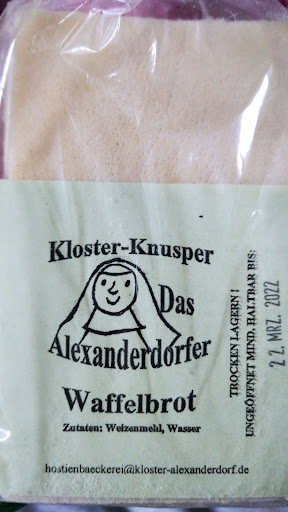 Kloster-Knusper
Das
Alexanderdorfer
Waffelbrot
Zutaten: Weizenmehl, Wasser
hostienbaeckerei@kloster-alexanderdorf.de
TROCKEN LAGERN !
UNGEÖFFNET MIND. HALTBAR BIS:
22. MRZ. 2022